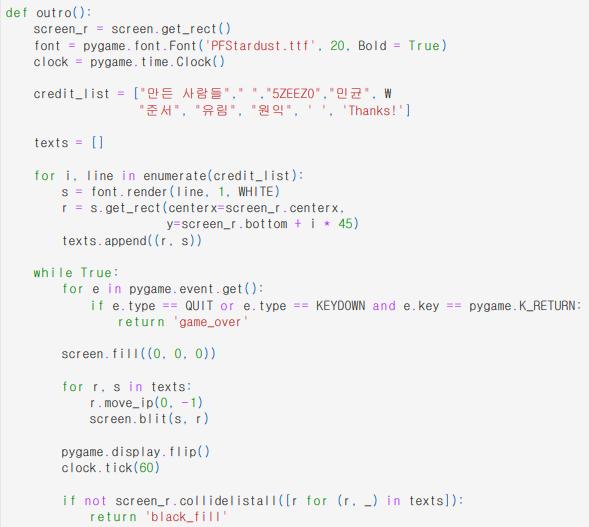 def outro():
    screen_r = screen.get_rect()
    font = pygame.font.Font('PFStardust.ttf', 20, Bold = True)
    clock = pygame.time.Clock()

    credit_list = ["만든 사람들"," ","5ZEEZ0","민균", W
                   "준서", "유림", "원익", ' ', 'Thanks!']

    texts = []

    for i, line in enumerate(credit_list):
        s = font.render(line, 1, WHITE)
        r = s.get_rect(centerx=screen_r.centerx,
                       y=screen_r.bottom + i * 45)
        texts.append((r, s))

    while True:
        for e in pygame.event.get():
            if e.type == QUIT or e.type == KEYDOWN and e.key == pygame.K_RETURN:
                return 'game_over'

        screen.fill((0, 0, 0))

        for r, s in texts:
            r.move_ip(0, -1)
            screen.blit(s, r)

        pygame.display.flip()
        clock.tick(60)

        if not screen_r.collidelistall([r for (r, _) in texts]):
            return 'black_fill'